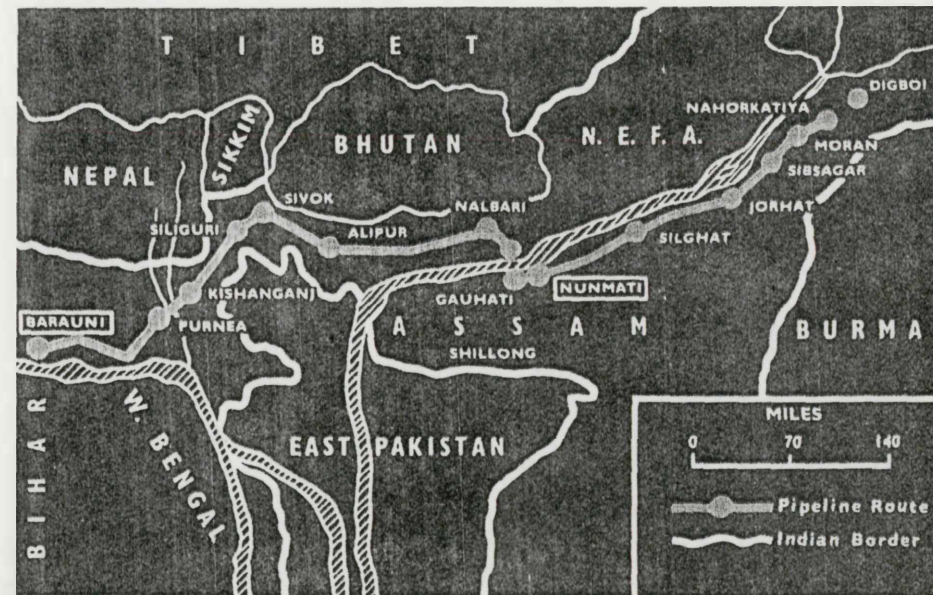 TIBET
DIGBOI
NAHORKATIYA
N. E. F. A.
SIKKIM
BHUTAN
MORAN
NEPAL
SIBSAGAR
SIVOK
NALBARI
JORHAT
SILIGURI
ALIPUR
SILGHAT
KISHANGANJ
GAUHATI
NUNMATI
BARAUNI
PURNEA
ASSAM
BURMA
SHILLONG
BIHAR
W. BENGAL
EAST PAKISTAN
MILES
0 70 140
Pipeline Route
Indian Border